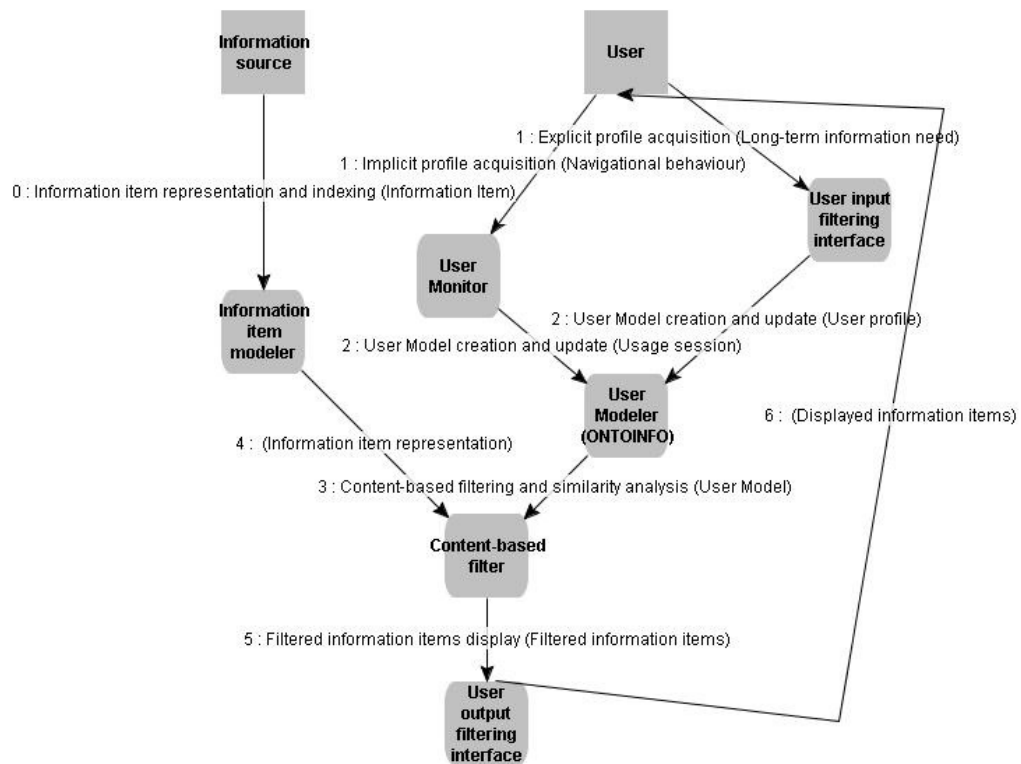 Information
source
User
1 : Explicit profile acquisition (Long-term information need)
1 : Implicit profile acquisition (Navigational behaviour)
0 : Information item representation and indexing (Information Item)
User input
filtering
interface
User
Monitor
Information
item
modeler
2 : User Model creation and update (User profile)
2 : User Model creation and update (Usage session)
User
Modeler
(ONTOINFO)
6 : (Displayed information items)
4 : (Information item representation)
3 : Content-based filtering and similarity analysis (User Model)
Content-based
filter
5 : Filtered information items display (Filtered information items)
User
output
filtering
interface